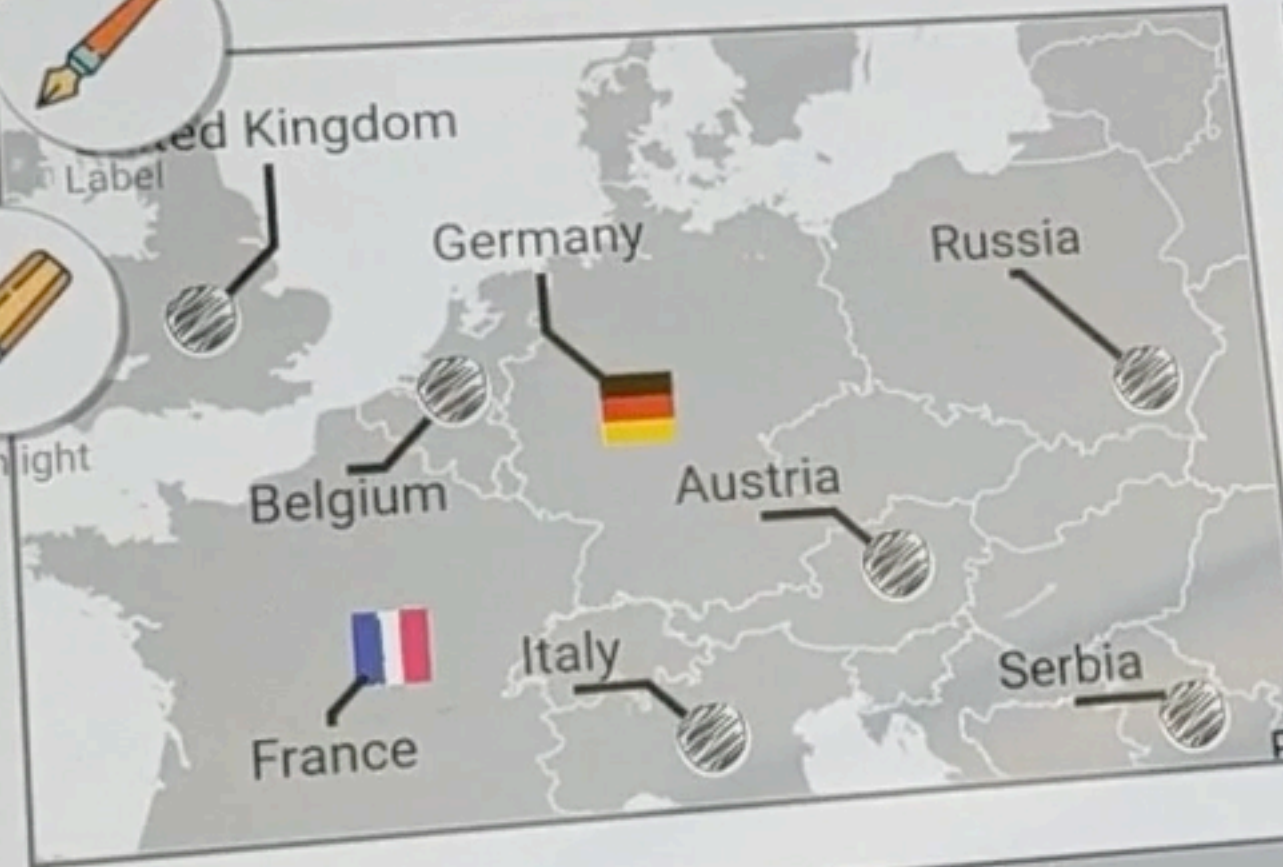 ed Kingdom
Label
Germany
Russia
ight
Belgium
Austria
Italy
Serbia
France